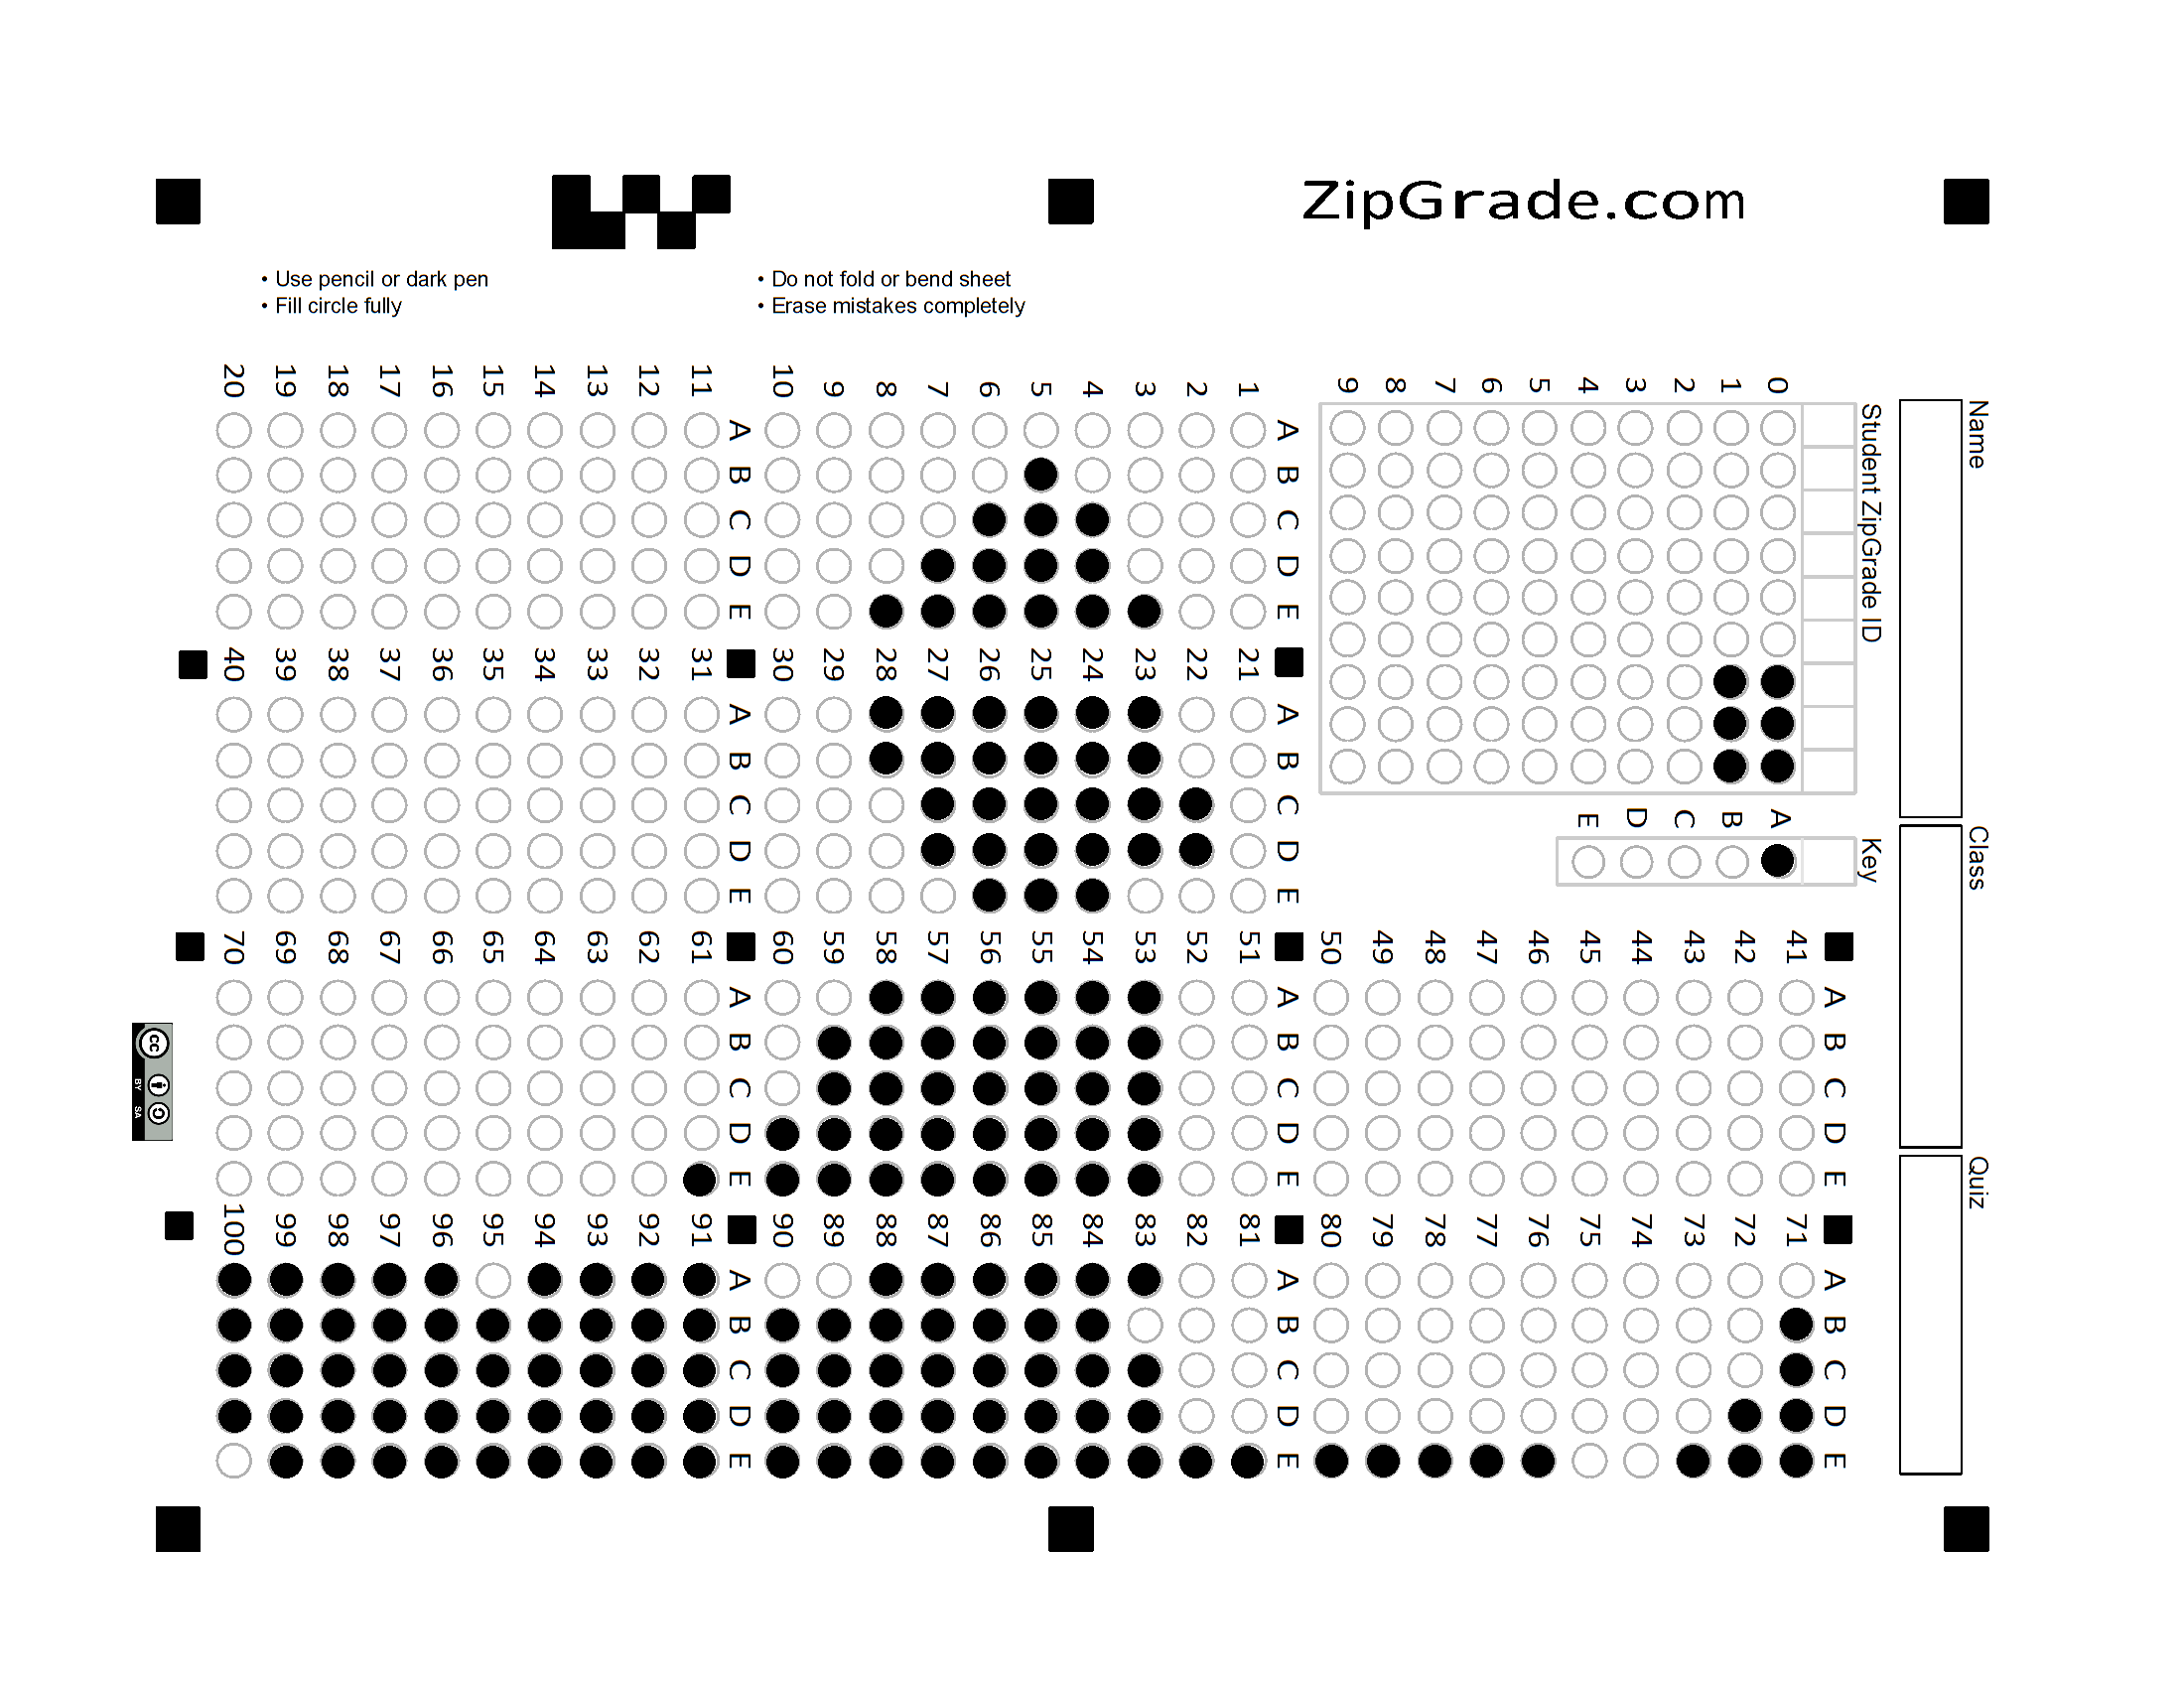 ZipGrade.com
• Use pencil or dark pen
• Fill circle fully
• Do not fold or bend sheet
• Erase mistakes completely
Name
Class
Quiz
Student ZipGrade ID
0 1 2 3 4 5 6 7 8 9
Key
A B C D E
A B C D E
1 2 3 4 5 6 7 8 9 10
A B C D E
11 12 13 14 15 16 17 18 19 20
A B C D E
21 22 23 24 25 26 27 28 29 30
A B C D E
31 32 33 34 35 36 37 38 39 40
A B C D E
41 42 43 44 45 46 47 48 49 50
A B C D E
51 52 53 54 55 56 57 58 59 60
A B C D E
61 62 63 64 65 66 67 68 69 70
A B C D E
71 72 73 74 75 76 77 78 79 80
A B C D E
81 82 83 84 85 86 87 88 89 90
A B C D E
91 92 93 94 95 96 97 98 99 100
A B C D E
cc
BY SA